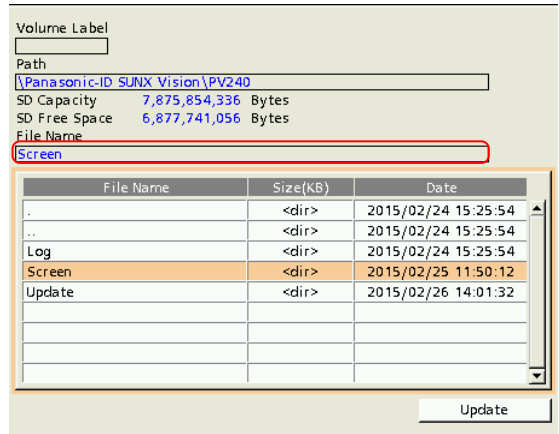 Volume Label
Path
\Panasonic-ID SUNX Vision\PV240
SD Capacity 7,875,854,336 Bytes
SD Free Space 6,877,741,056 Bytes
File Name
Screen
File Name Size(KB) Date
. <dir> 2015/02/24 15:25:54
.. <dir> 2015/02/24 15:25:54
Log <dir> 2015/02/24 15:25:54
Screen <dir> 2015/02/25 11:50:12
Update <dir> 2015/02/26 14:01:32
Update